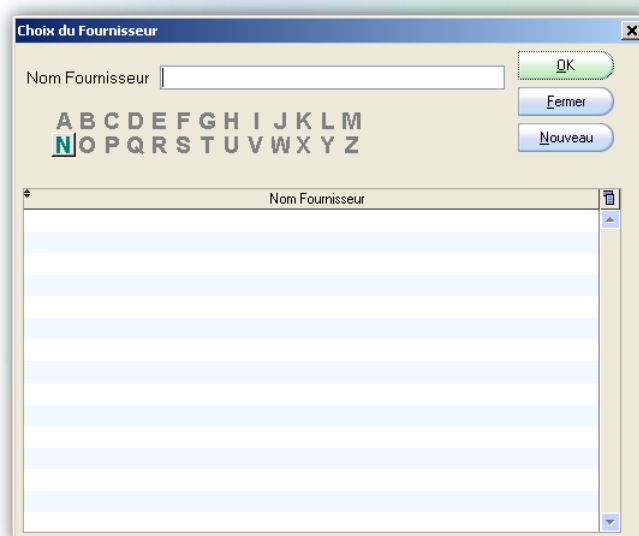 Choix du Fournisseur
Nom Fournisseur
OK
Fermer
Nouveau
A B C D E F G H I J K L M
N O P Q R S T U V W X Y Z
Nom Fournisseur